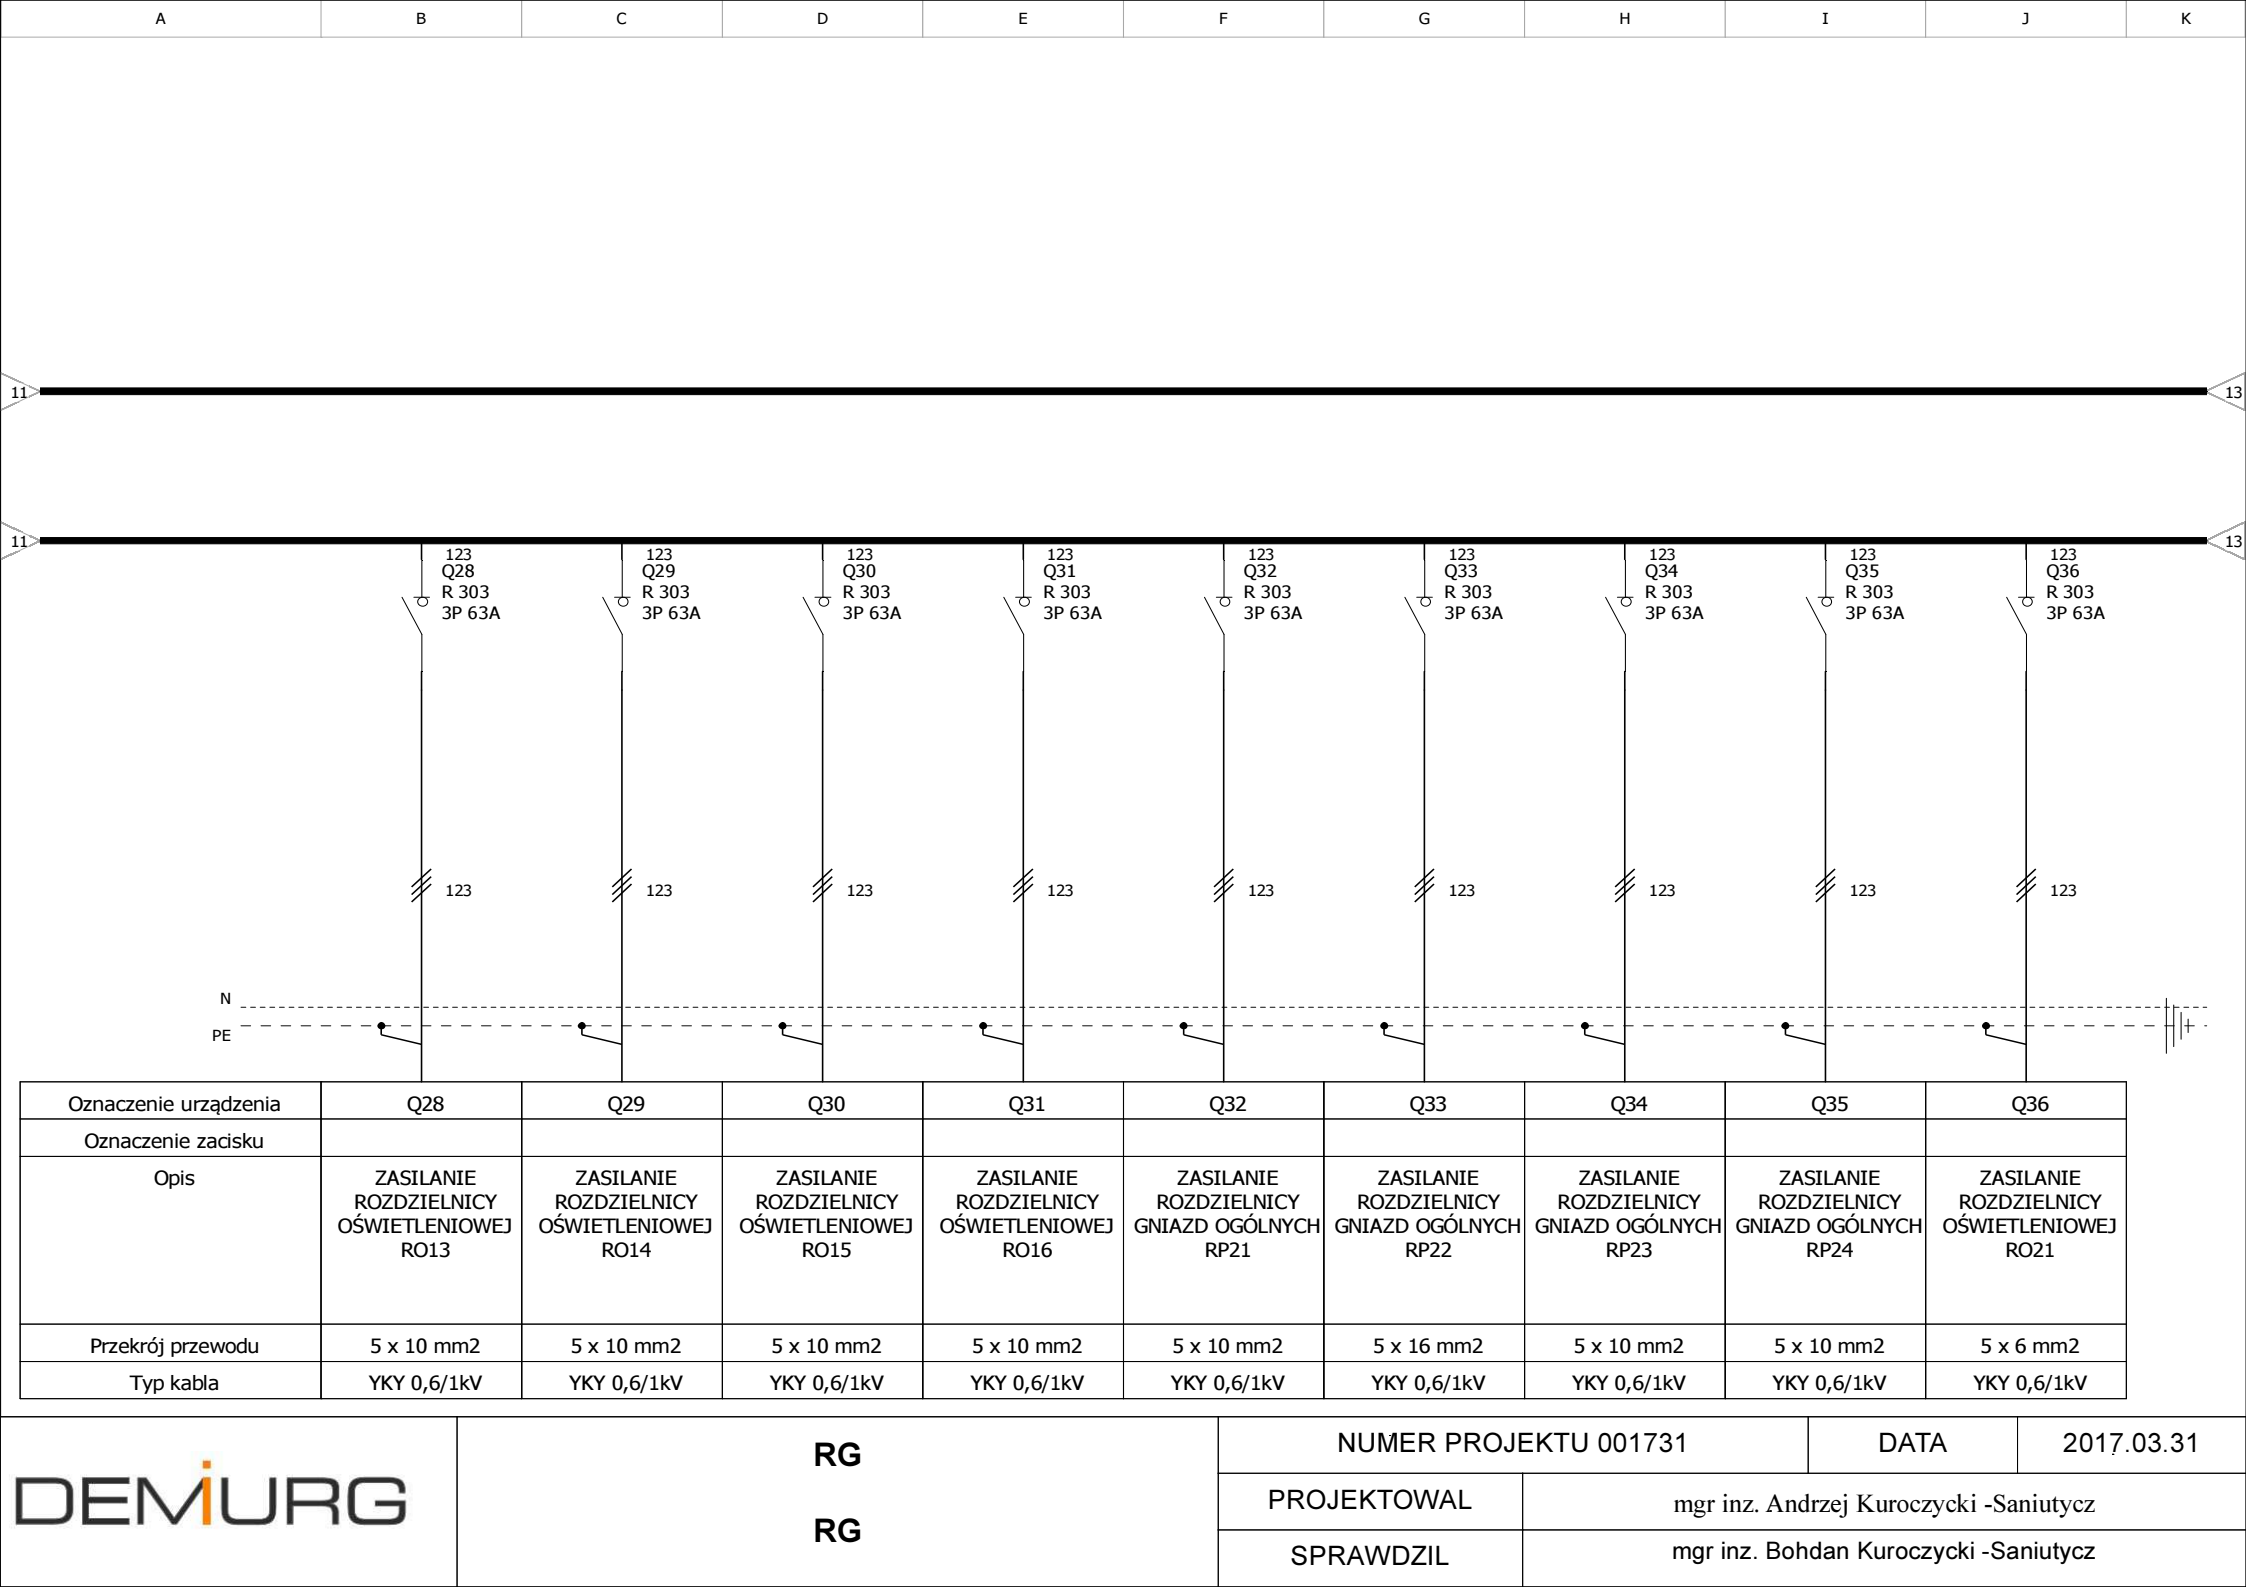 A B C D E F G H I J K
11 13
11 13
123 123 123 123 123 123 123 123 123
Q28 Q29 Q30 Q31 Q32 Q33 Q34 Q35 Q36
R 303 R 303 R 303 R 303 R 303 R 303 R 303 R 303 R 303
3P 63A 3P 63A 3P 63A 3P 63A 3P 63A 3P 63A 3P 63A 3P 63A 3P 63A
123 123 123 123 123 123 123 123 123
N
PE
Oznaczenie urządzenia Q28 Q29 Q30 Q31 Q32 Q33 Q34 Q35 Q36
Oznaczenie zacisku
Opis ZASILANIE ZASILANIE ZASILANIE ZASILANIE ZASILANIE ZASILANIE ZASILANIE ZASILANIE ZASILANIE
ROZDZIELNICY ROZDZIELNICY ROZDZIELNICY ROZDZIELNICY ROZDZIELNICY ROZDZIELNICY ROZDZIELNICY ROZDZIELNICY ROZDZIELNICY
OŚWIETLENIOWEJ OŚWIETLENIOWEJ OŚWIETLENIOWEJ OŚWIETLENIOWEJ GNIAZD OGÓLNYCH GNIAZD OGÓLNYCH GNIAZD OGÓLNYCH GNIAZD OGÓLNYCH OŚWIETLENIOWEJ
RO13 RO14 RO15 RO16 RP21 RP22 RP23 RP24 RO21
Przekrój przewodu 5 x 10 mm2 5 x 10 mm2 5 x 10 mm2 5 x 10 mm2 5 x 10 mm2 5 x 16 mm2 5 x 10 mm2 5 x 10 mm2 5 x 6 mm2
Typ kabla YKY 0,6/1kV YKY 0,6/1kV YKY 0,6/1kV YKY 0,6/1kV YKY 0,6/1kV YKY 0,6/1kV YKY 0,6/1kV YKY 0,6/1kV YKY 0,6/1kV
DEMiURG
RG
RG
NUMER PROJEKTU 001731 DATA 2017.03.31
PROJEKTOWAL mgr inz. Andrzej Kuroczycki -Saniutycz
SPRAWDZIL mgr inz. Bohdan Kuroczycki -Saniutycz